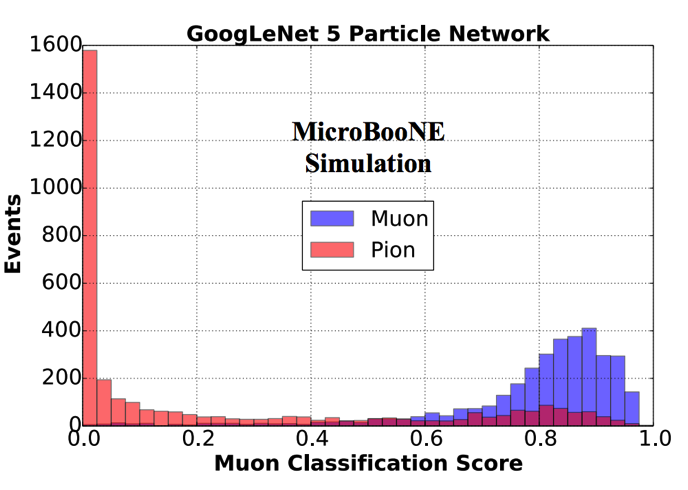 GoogLeNet 5 Particle Network
1600
1400
1200
1000
800
600
400
200
0
Events
MicroBooNE
Simulation
Muon
Pion
0.0 0.2 0.4 0.6 0.8 1.0
Muon Classification Score